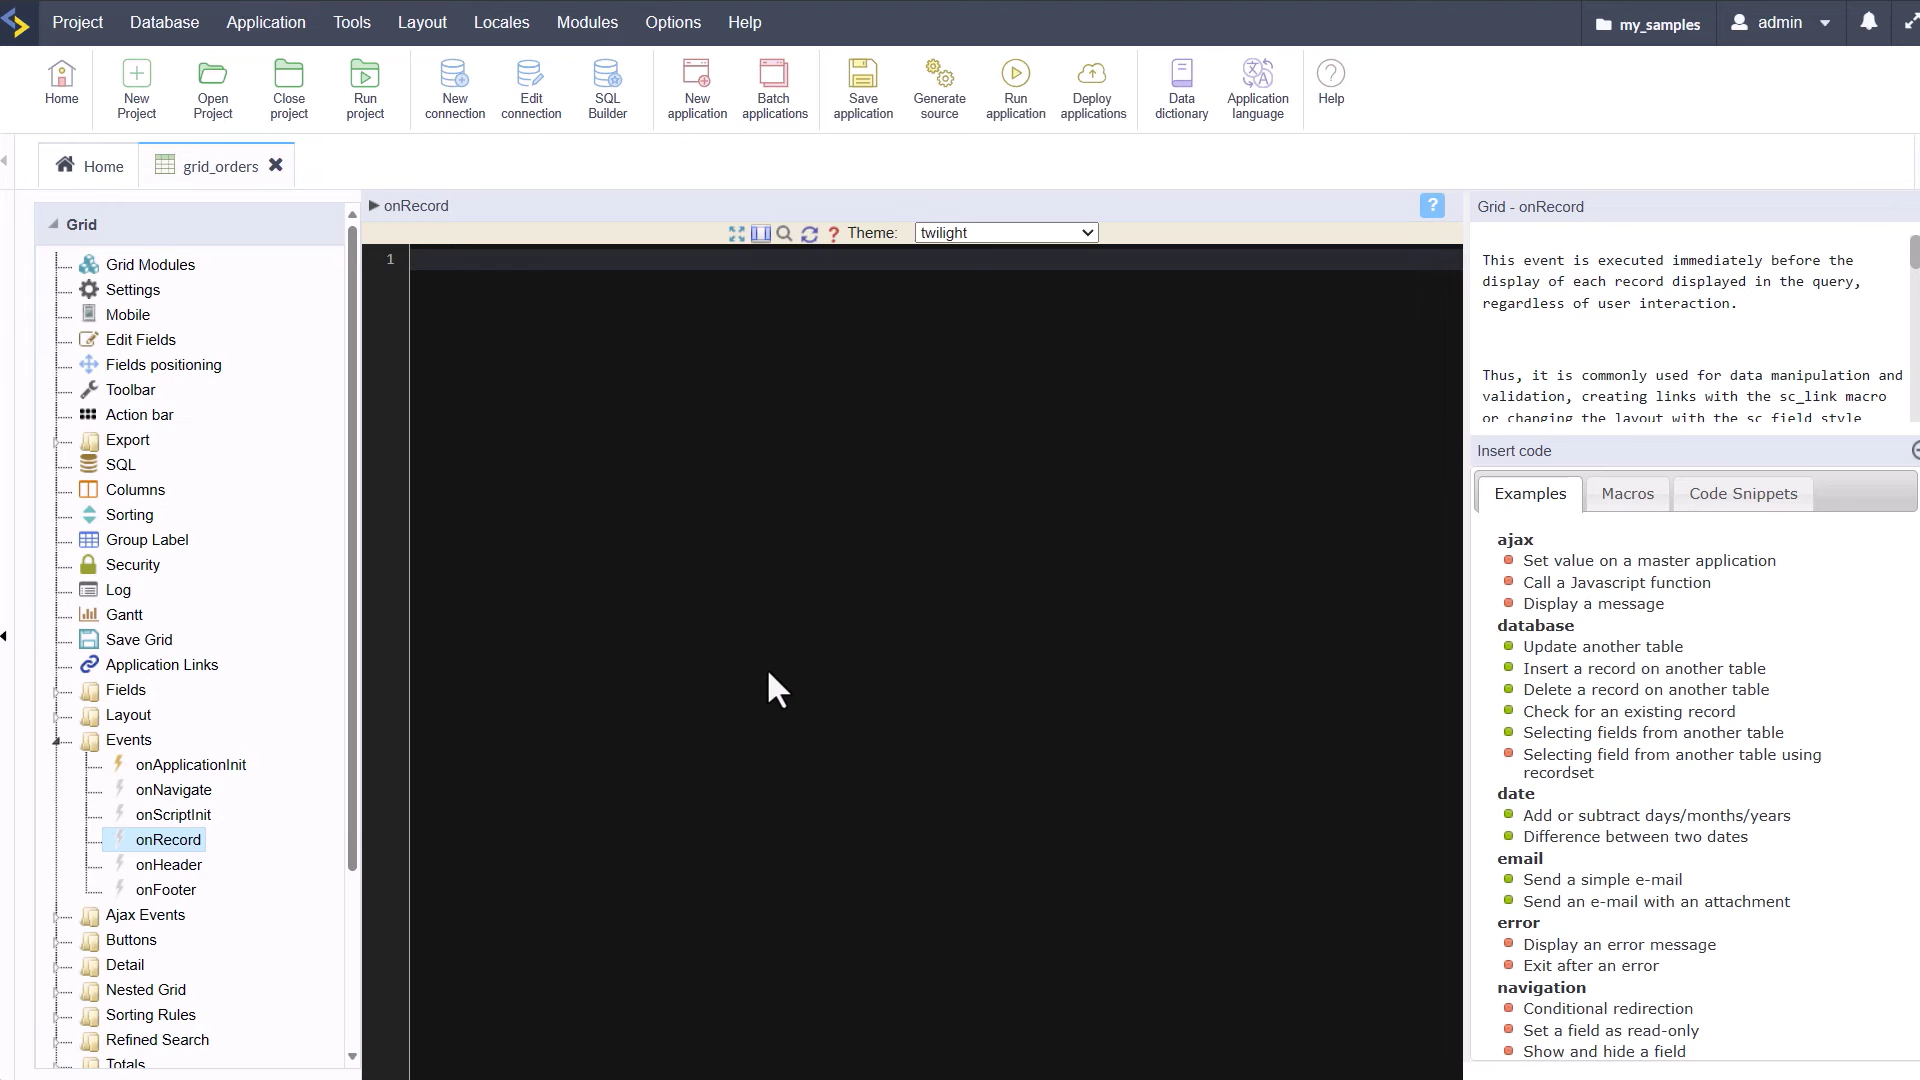 Project Database Application Tools Layout Locales Modules Options Help my_samples admin
Home
New Project
Open Project
Close project
Run project
New connection
Edit connection
SQL Builder
New application
Batch applications
Save application
Generate source
Run application
Deploy applications
Data dictionary
Application language
Help
Home grid_orders
Grid
Grid Modules
Settings
Mobile
Edit Fields
Fields positioning
Toolbar
Action bar
Export
SQL
Columns
Sorting
Group Label
Security
Log
Gantt
Save Grid
Application Links
Fields
Layout
Events
onApplicationInit
onNavigate
onScriptInit
onRecord
onHeader
onFooter
Ajax Events
Buttons
Detail
Nested Grid
Sorting Rules
Refined Search
Totals
onRecord ?
? Theme: twilight
1
Grid - onRecord
This event is executed immediately before the
display of each record displayed in the query,
regardless of user interaction.
Thus, it is commonly used for data manipulation and
validation, creating links with the sc_link macro
or changing the layout with the sc_field_style
Insert code
Examples Macros Code Snippets
ajax
Set value on a master application
Call a Javascript function
Display a message
database
Update another table
Insert a record on another table
Delete a record on another table
Check for an existing record
Selecting fields from another table
Selecting field from another table using
recordset
date
Add or subtract days/months/years
Difference between two dates
email
Send a simple e-mail
Send an e-mail with an attachment
error
Display an error message
Exit after an error
navigation
Conditional redirection
Set a field as read-only
Show and hide a field